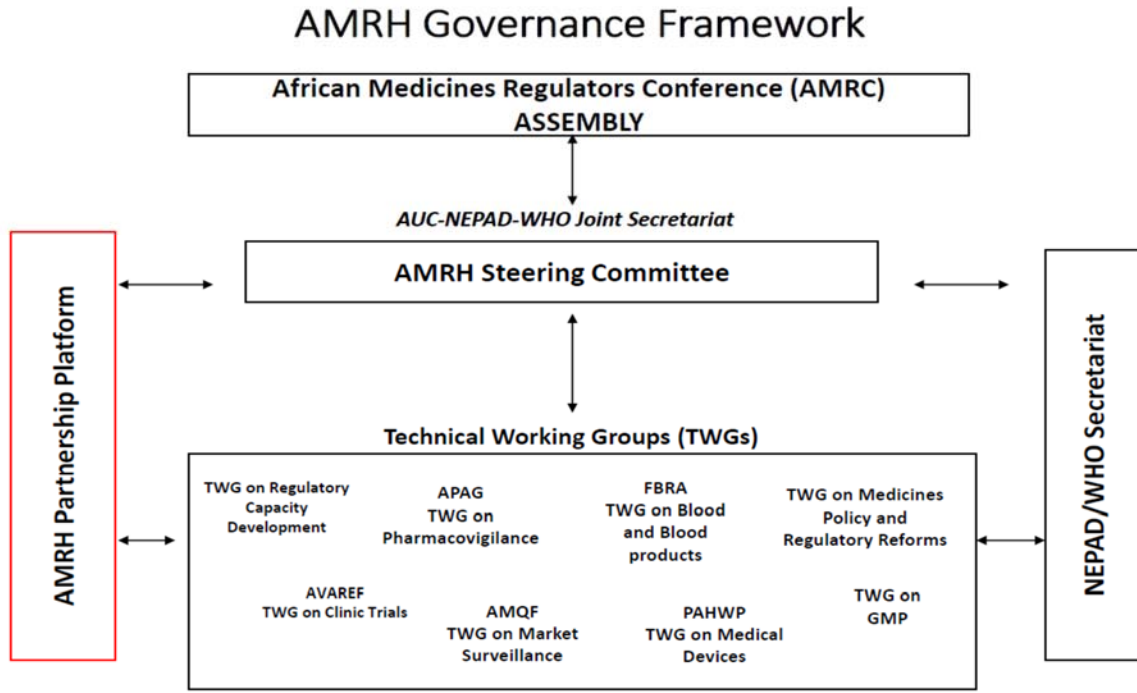 AMRH Governance Framework
African Medicines Regulators Conference (AMRC)
ASSEMBLY
AUC-NEPAD-WHO Joint Secretariat
AMRH Steering Committee
AMRH Partnership Platform
NEPAD/WHO Secretariat
Technical Working Groups (TWGs)
TWG on Regulatory
Capacity
Development
APAG
TWG on
Pharmacovigilance
FBRA
TWG on Blood
and Blood
products
TWG on Medicines
Policy and
Regulatory Reforms
AVAREF
TWG on Clinic Trials
AMQF
TWG on Market
Surveillance
PAHWP
TWG on Medical
Devices
TWG on
GMP